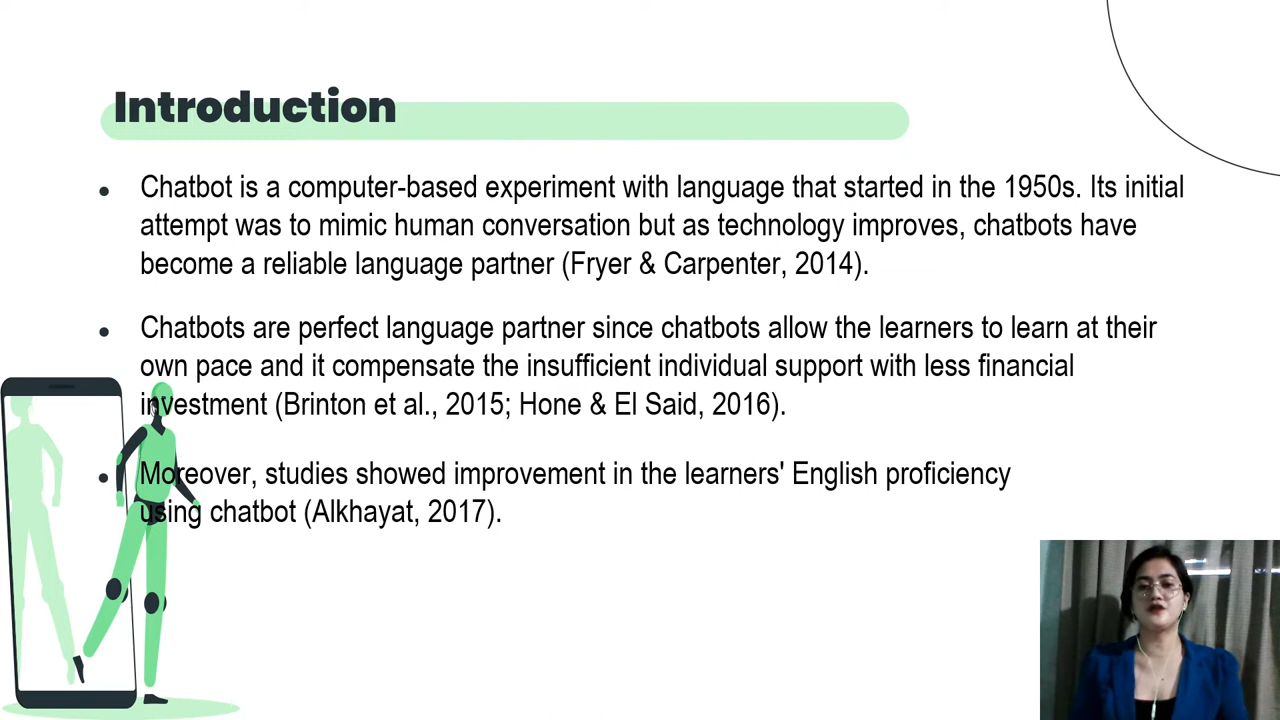 Introduction
Chatbot is a computer-based experiment with language that started in the 1950s. Its initial
attempt was to mimic human conversation but as technology improves, chatbots have
become a reliable language partner (Fryer & Carpenter, 2014).
Chatbots are perfect language partner since chatbots allow the learners to learn at their
own pace and it compensate the insufficient individual support with less financial
investment (Brinton et al., 2015; Hone & El Said, 2016).
Moreover, studies showed improvement in the learners' English proficiency
using chatbot (Alkhayat, 2017).